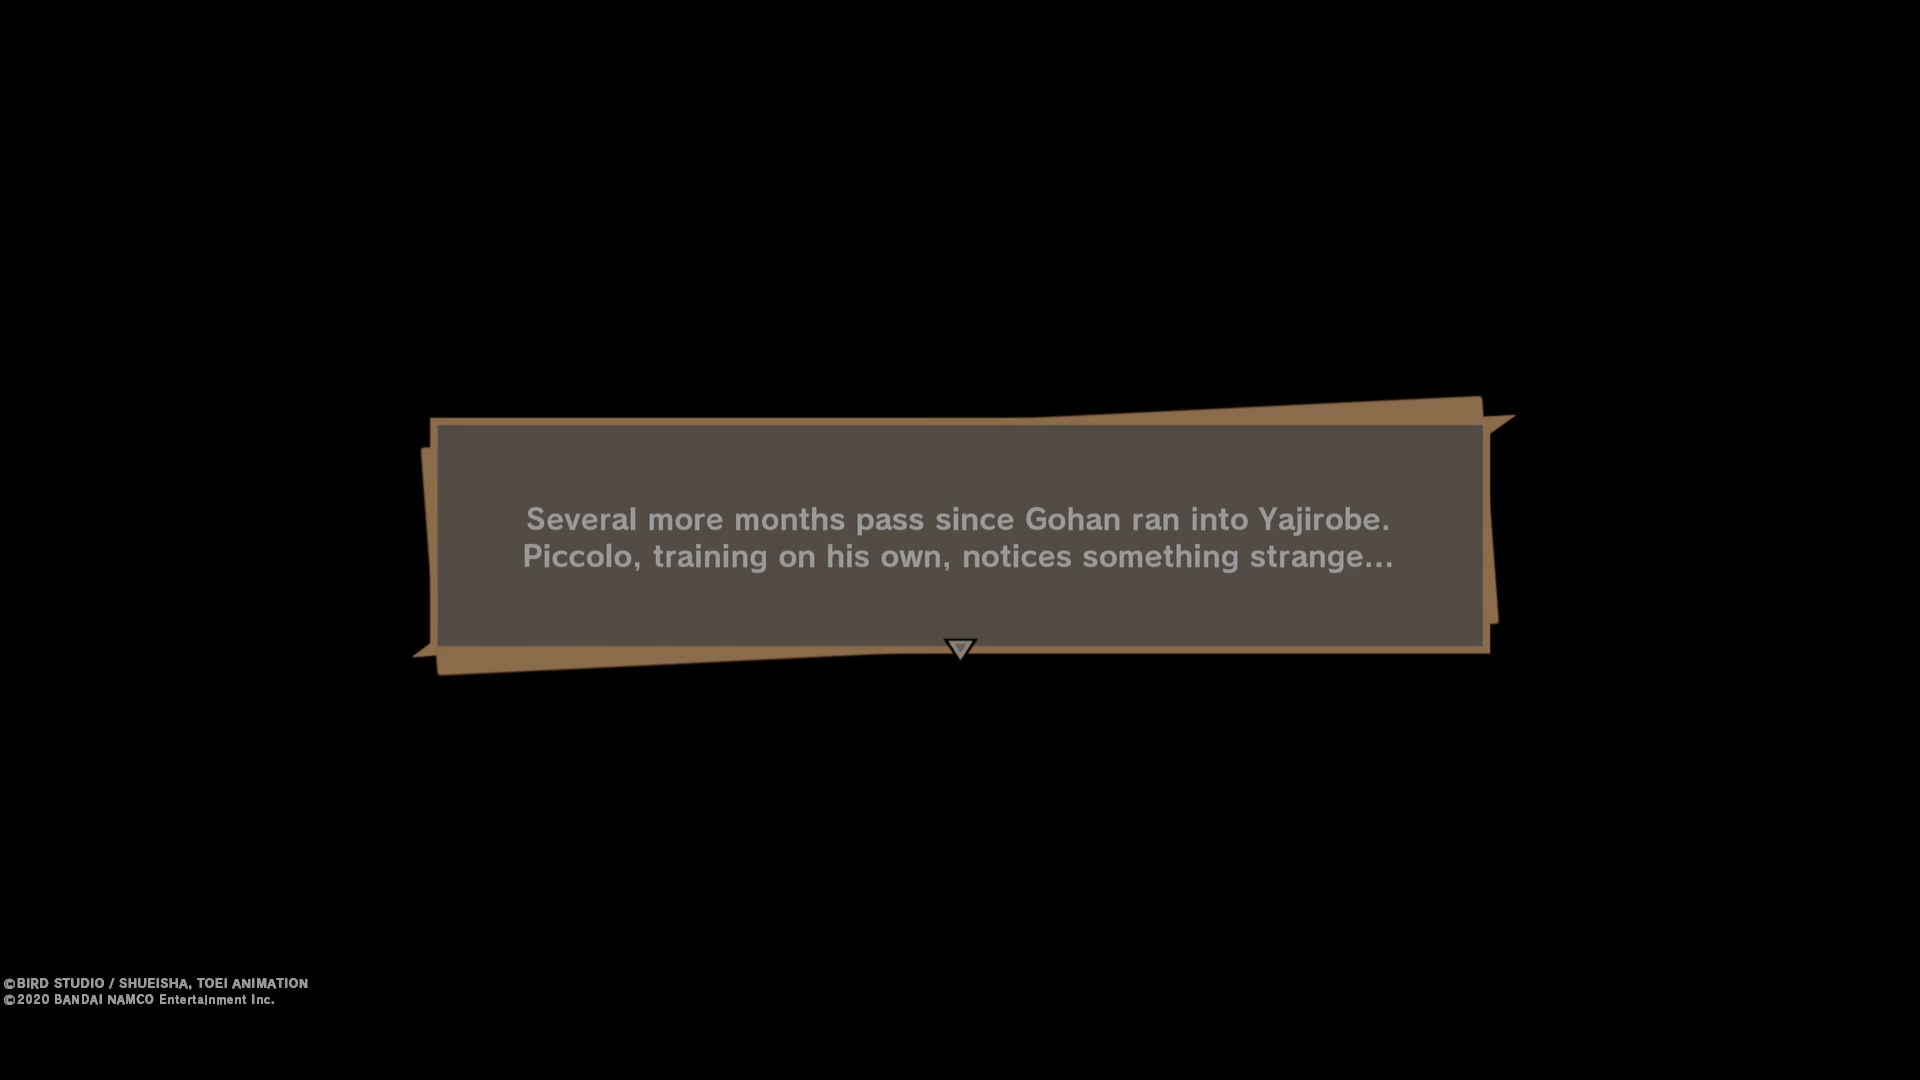 Several more months pass since Gohan ran into Yajirobe.
Piccolo, training on his own, notices something strange...
©BIRD STUDIO / SHUEISHA, TOEI ANIMATION
©2020 BANDAI NAMCO Entertainment Inc.